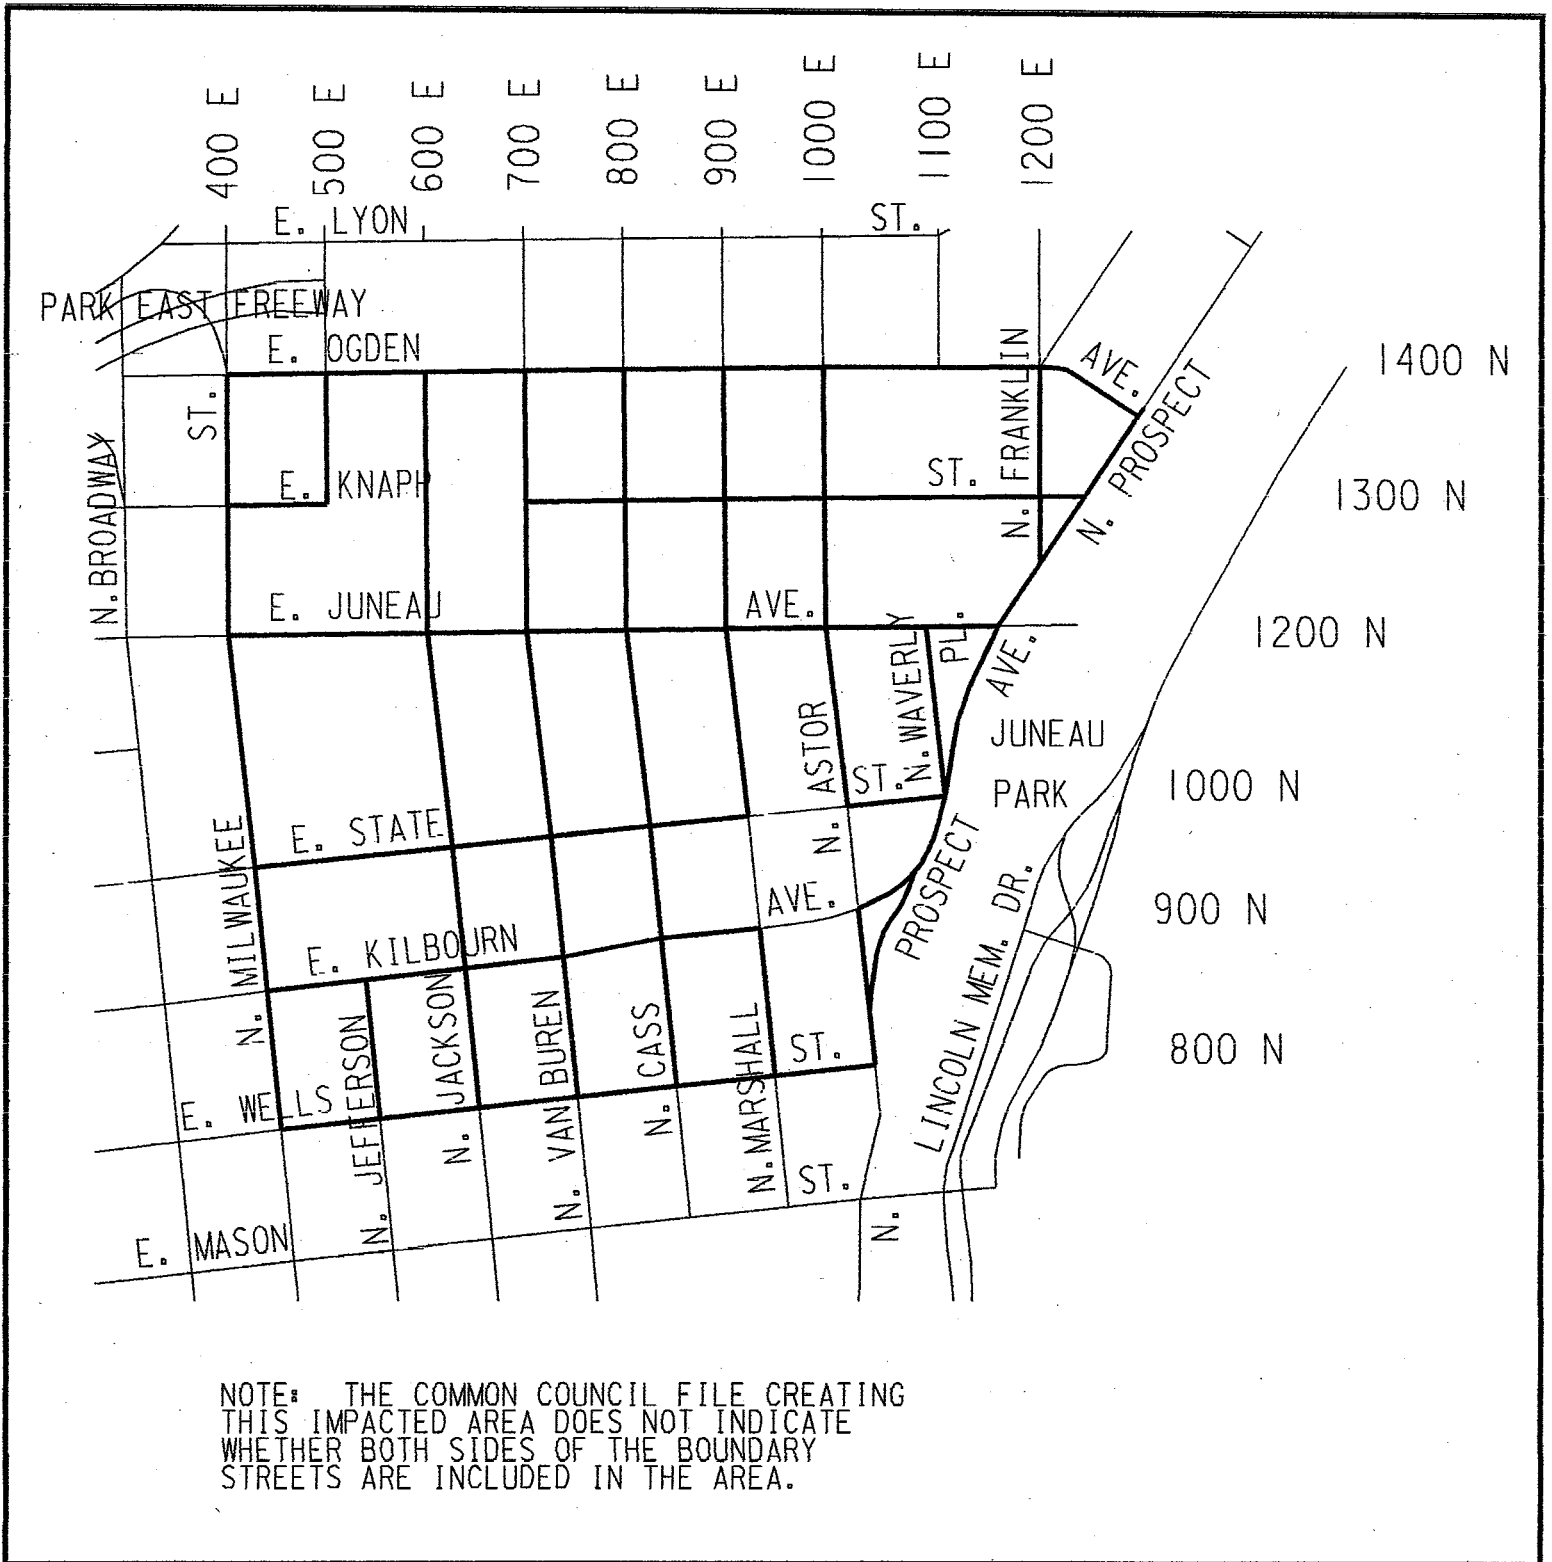 400 E
500 E
600 E
700 E
800 E
900 E
1000 E
1100 E
1200 E
E. LYON ST.
PARK EAST FREEWAY
E. OGDEN AVE.
1400 N
ST.
N. BROADWAY
N. FRANKLIN
N. PROSPECT
E. KNAPP ST.
1300 N
E. JUNEAU AVE.
1200 N
N. WAVERLY PL.
AVE.
JUNEAU
PARK
N. ASTOR
ST.
1000 N
E. STATE
N. MILWAUKEE
PROSPECT
AVE.
LINCOLN MEM. DR.
900 N
E. KILBOURN
N. JEFFERSON
N. JACKSON
N. VAN BUREN
N. CASS
N. MARSHALL
ST.
800 N
E. WELLS
ST.
N.
E. MASON
NOTE: THE COMMON COUNCIL FILE CREATING
THIS IMPACTED AREA DOES NOT INDICATE
WHETHER BOTH SIDES OF THE BOUNDARY
STREETS ARE INCLUDED IN THE AREA.